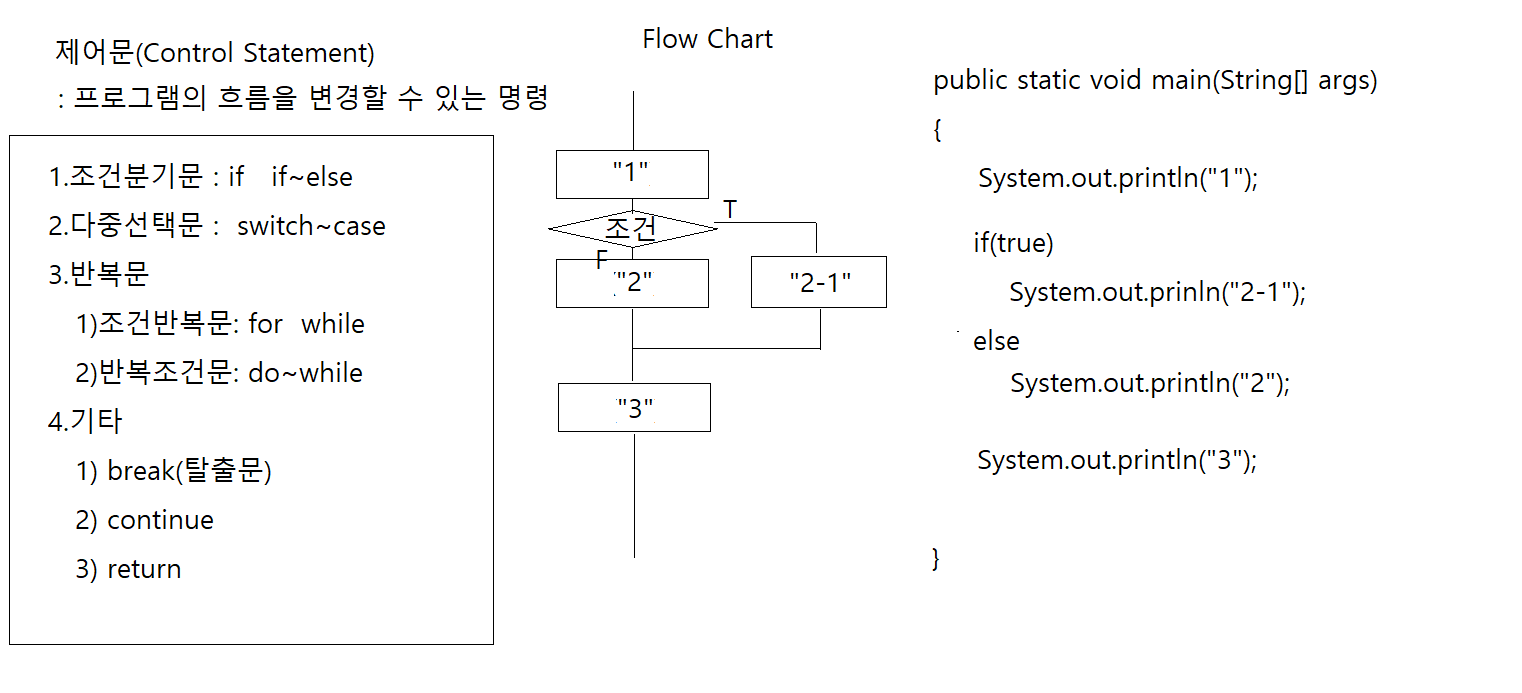 제어문(Control Statement)
: 프로그램의 흐름을 변경할 수 있는 명령
1.조건분기문 : if if~else
2.다중선택문 : switch~case
3.반복문
1)조건반복문: for while
2)반복조건문: do~while
4.기타
1) break(탈출문)
2) continue
3) return
Flow Chart
"1"
조건
T
F
"2"
"2-1"
"3"
public static void main(String[] args)
{
System.out.println("1");
if(true)
System.out.prinln("2-1");
else
System.out.println("2");
System.out.println("3");
}